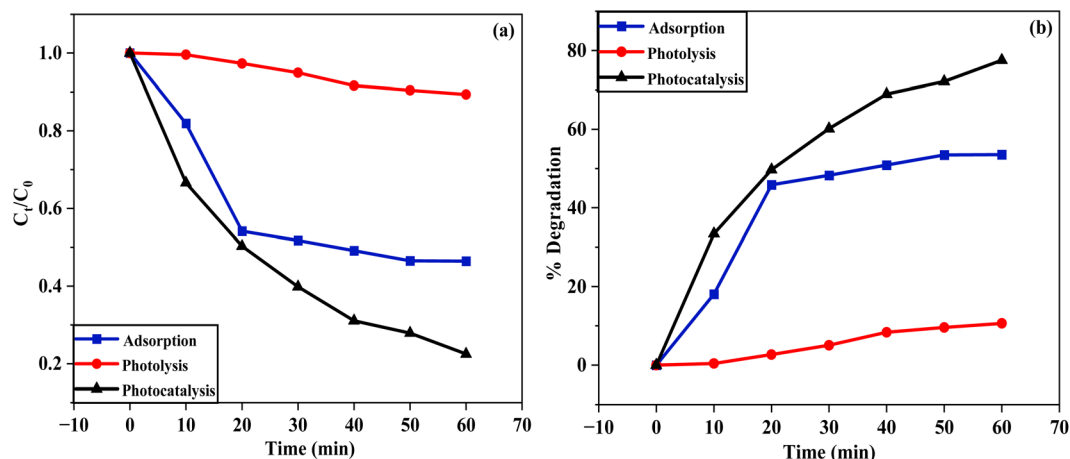 (a)
1.0
0.8
0.6
0.4
0.2
C_t/C_0
Adsorption
Photolysis
Photocatalysis
−10 0 10 20 30 40 50 60 70
Time (min)
(b)
Adsorption
Photolysis
Photocatalysis
80
60
40
20
0
% Degradation
−10 0 10 20 30 40 50 60 70
Time (min)